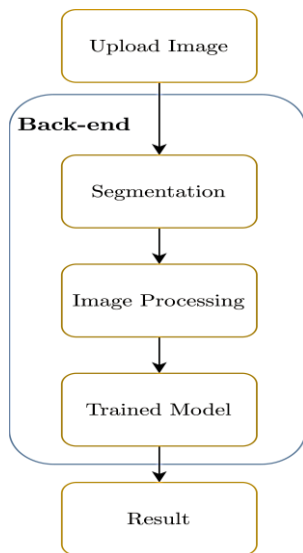 Upload Image
Back-end
Segmentation
Image Processing
Trained Model
Result